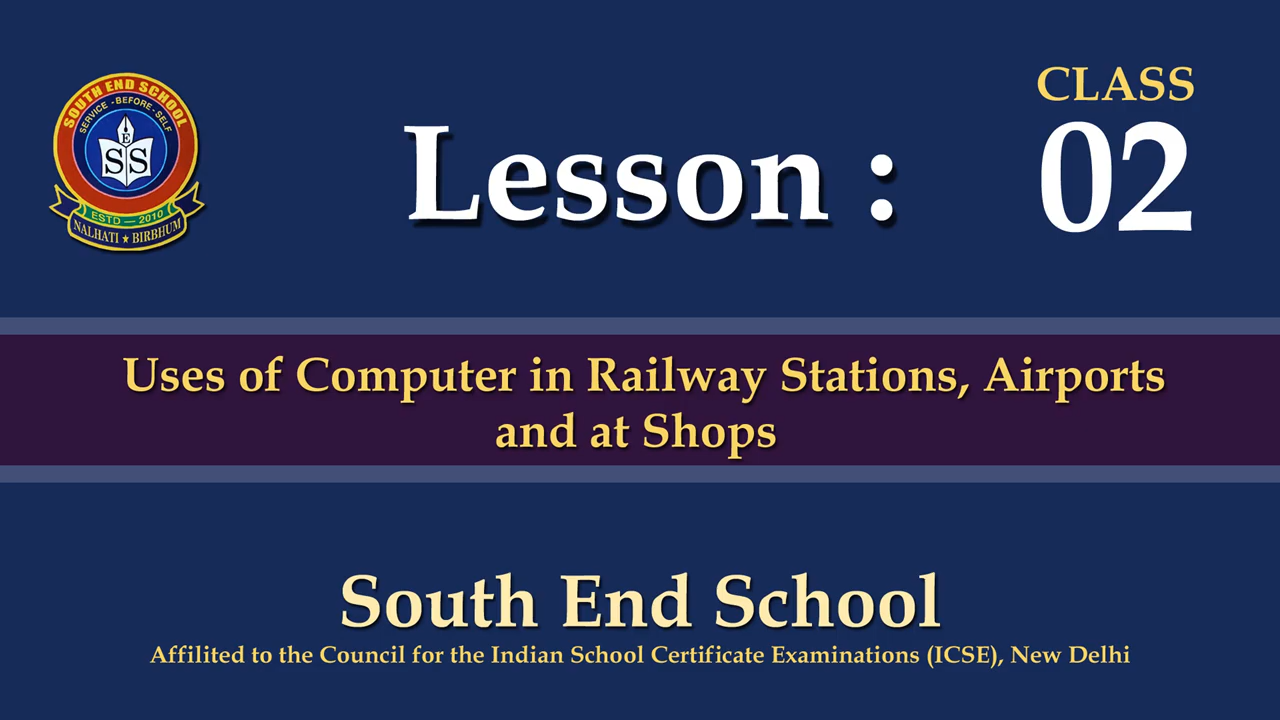 SOUTH END SCHOOL
SERVICE - BEFORE - SELF
E
SS
ESTD — 2010
NALHATI ★ BIRBHUM
Lesson :
CLASS
02
Uses of Computer in Railway Stations, Airports
and at Shops
South End School
Affilited to the Council for the Indian School Certificate Examinations (ICSE), New Delhi